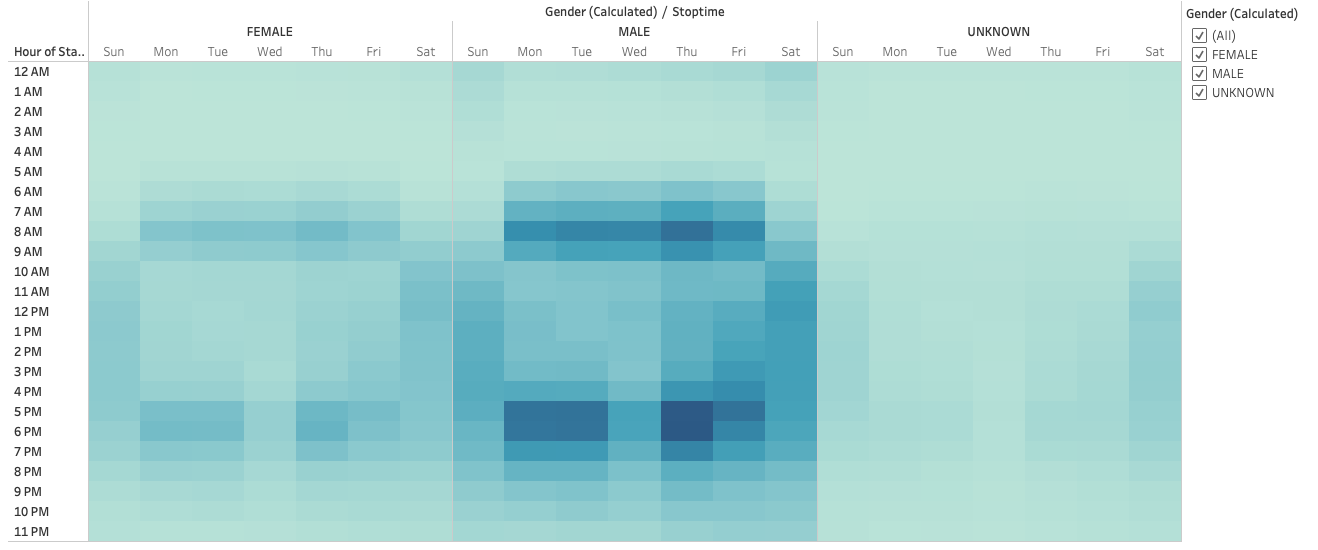 Gender (Calculated) / Stoptime
Gender (Calculated)
FEMALE MALE UNKNOWN
(All)
Hour of Sta.. Sun Mon Tue Wed Thu Fri Sat Sun Mon Tue Wed Thu Fri Sat Sun Mon Tue Wed Thu Fri Sat
FEMALE
12 AM
MALE
1 AM
UNKNOWN
2 AM
3 AM
4 AM
5 AM
6 AM
7 AM
8 AM
9 AM
10 AM
11 AM
12 PM
1 PM
2 PM
3 PM
4 PM
5 PM
6 PM
7 PM
8 PM
9 PM
10 PM
11 PM